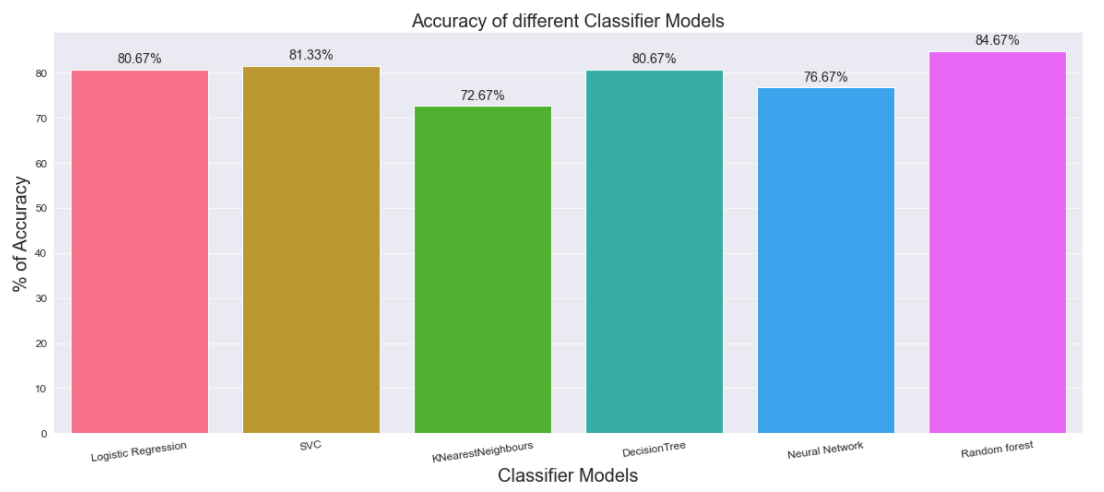 Accuracy of different Classifier Models
80.67%
81.33%
72.67%
80.67%
76.67%
84.67%
% of Accuracy
80
70
60
50
40
30
20
10
0
Logistic Regression
SVC
KNearestNeighbours
DecisionTree
Neural Network
Random forest
Classifier Models